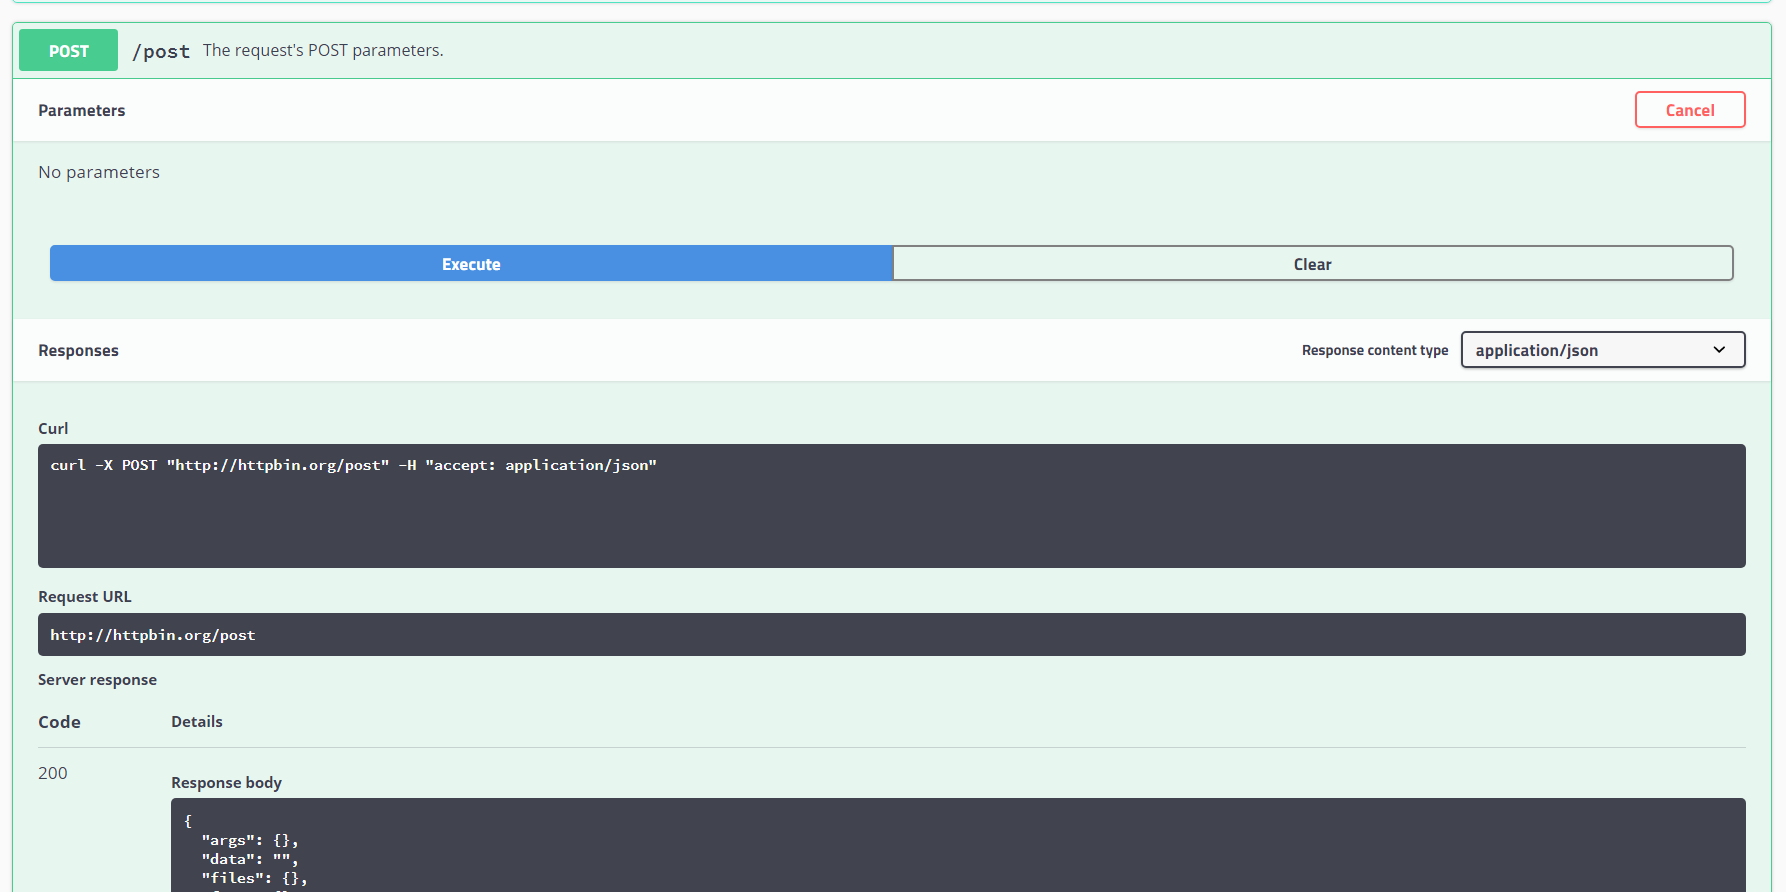 POST /post The request's POST parameters.
Parameters Cancel
No parameters
Execute Clear
Responses Response content type application/json
Curl
curl -X POST "http://httpbin.org/post" -H "accept: application/json"
Request URL
http://httpbin.org/post
Server response
Code Details
200
Response body
{
"args": {},
"data": "",
"files": {},